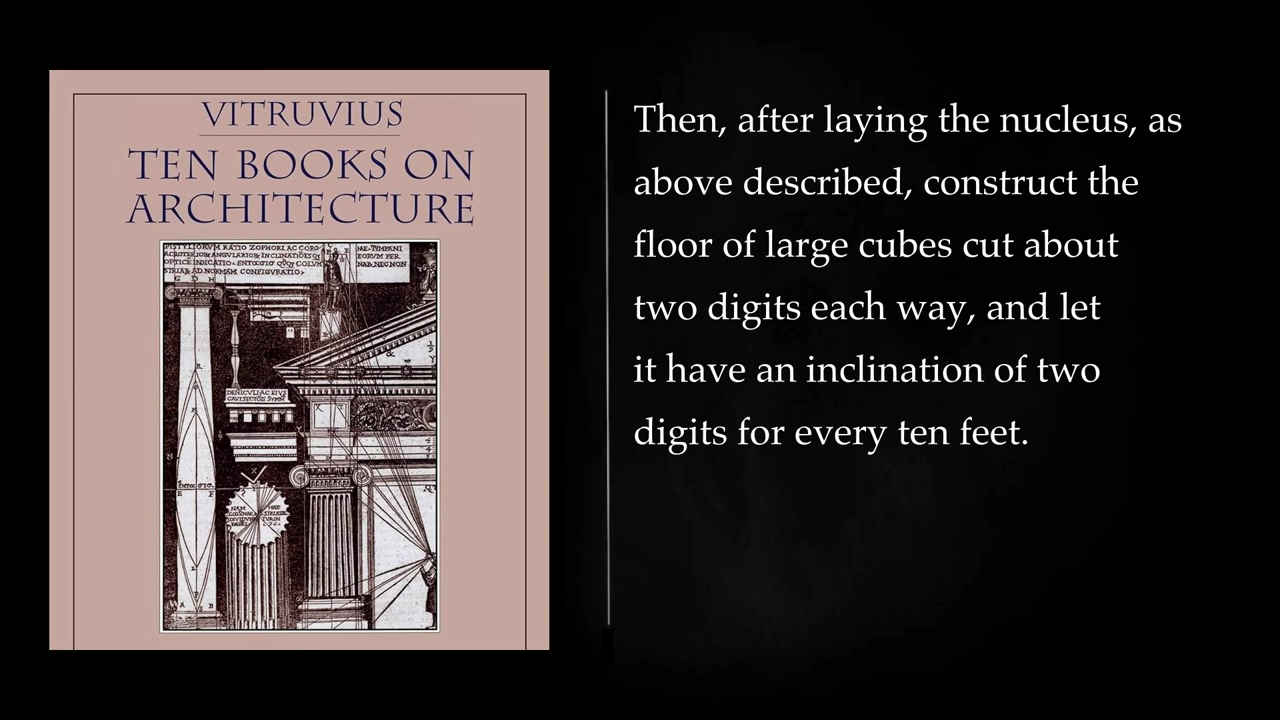 VITRUVIUS
TEN BOOKS ON
ARCHITECTURE
Then, after laying the nucleus, as
above described, construct the
floor of large cubes cut about
two digits each way, and let
it have an inclination of two
digits for every ten feet.